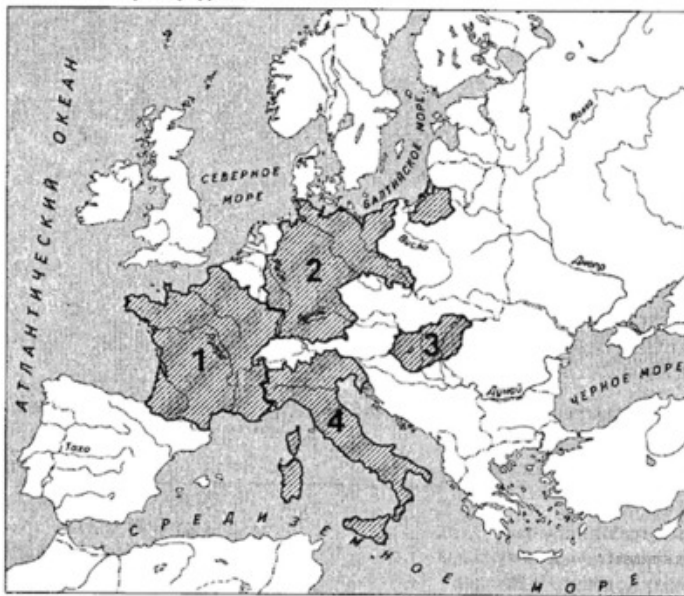 АТЛАНТИЧЕСКИЙ ОКЕАН
СЕВЕРНОЕ
МОРЕ
БАЛТИЙСКОЕ МОРЕ
Волга
Висла
Днепр
1
2
3
4
Дунай
ЧЕРНОЕ МОРЕ
Тахо
СРЕДИЗЕМНОЕ МОРЕ